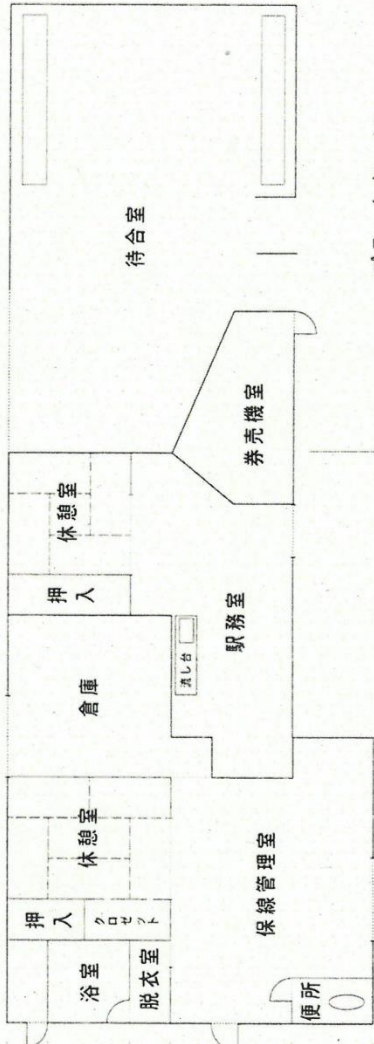 待合室
券売機室
休憩室
押入
駅務室
流し台
倉庫
休憩室
押入
クロゼット
保線管理室
浴室
脱衣室
便所